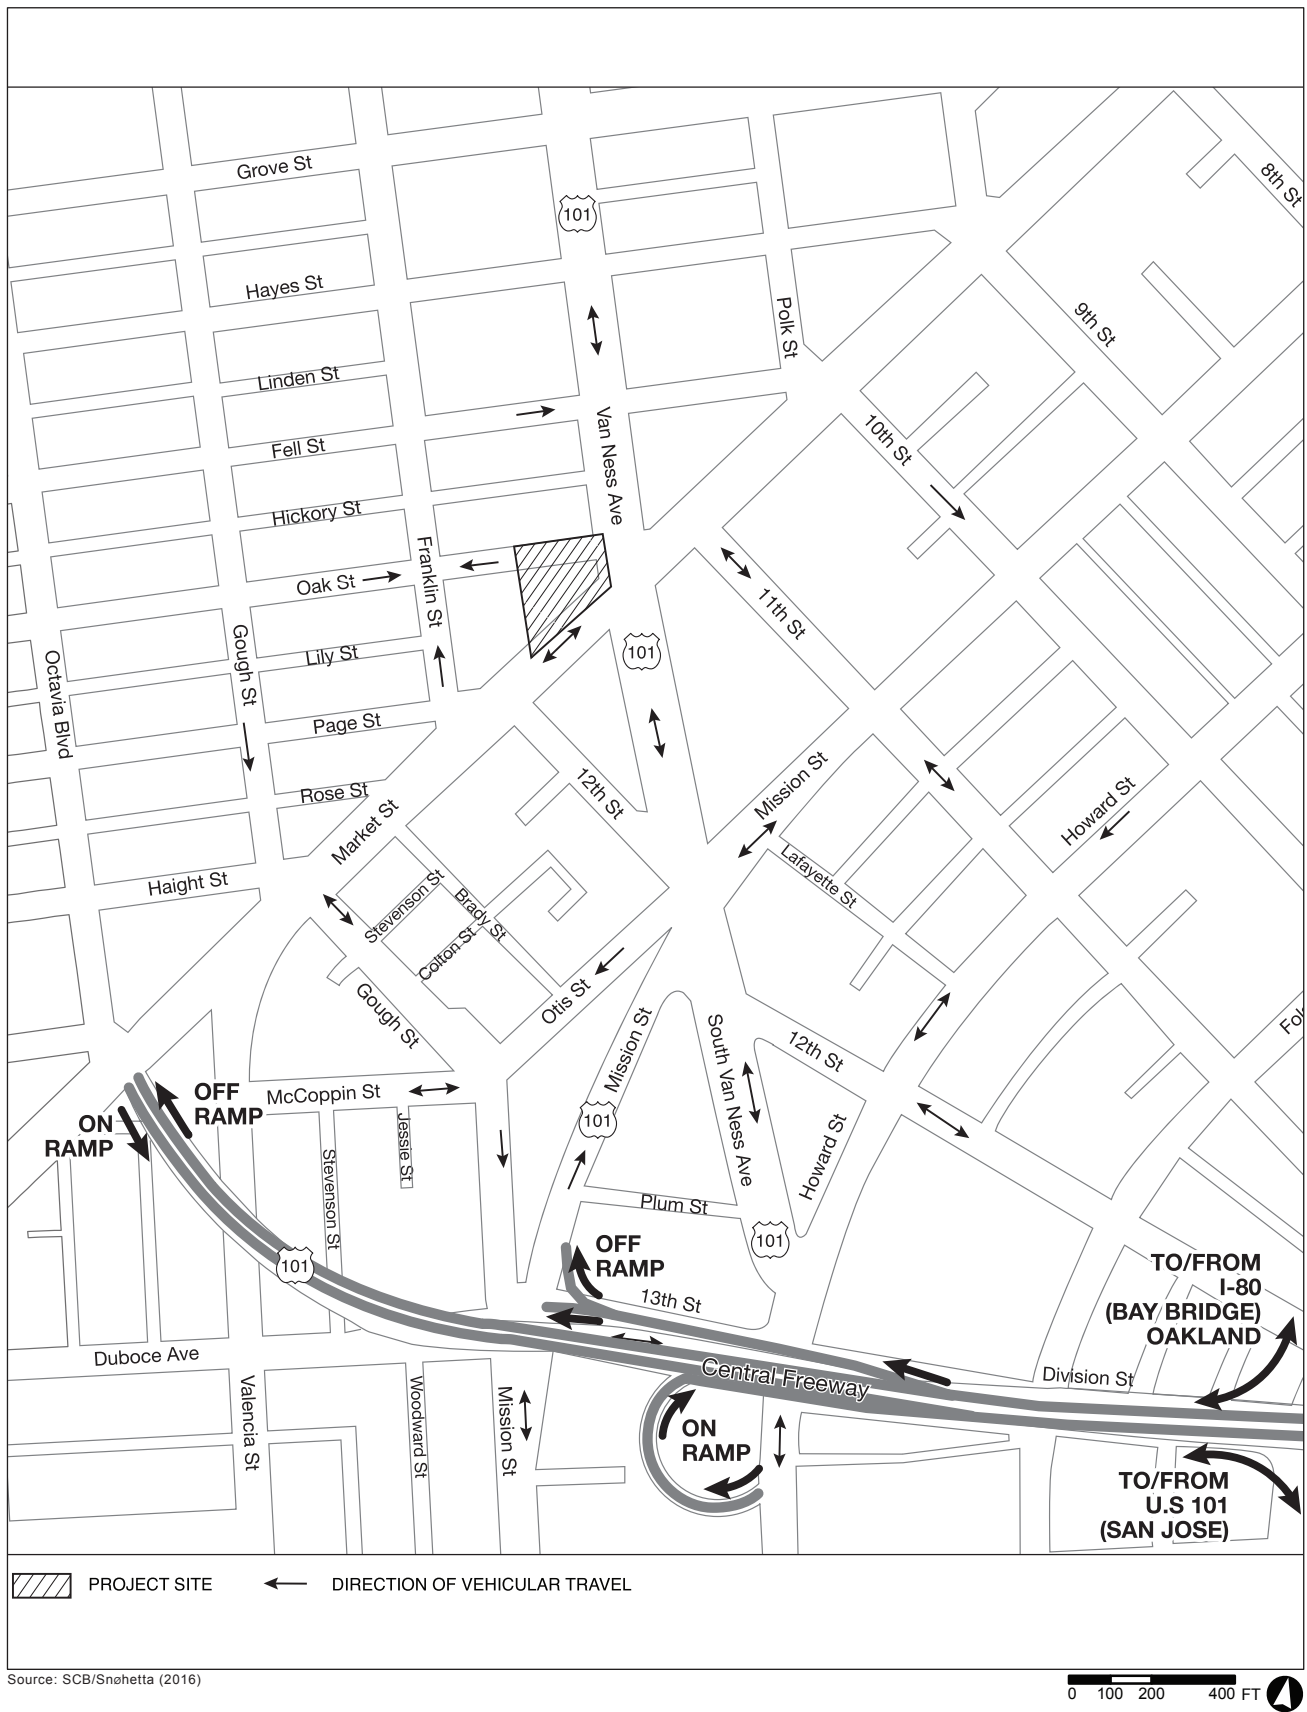 Grove St
8th St
101
Hayes St
Polk St
9th St
Linden St
Van Ness Ave
Fell St
10th St
Hickory St
Franklin St
Oak St
11th St
Gough St
Lily St
101
Octavia Blvd
Page St
Mission St
12th St
Rose St
Howard St
Market St
Lafayette St
Haight St
Stevenson St
Brady St
Colton St
Otis St
Gough St
Mission St
South Van Ness Ave
12th St
Fol
OFF
RAMP
McCoppin St
ON
RAMP
Jessie St
101
Stevenson St
Howard St
Plum St
101
OFF
RAMP
101
13th St
TO/FROM
I-80
(BAY BRIDGE)
OAKLAND
Duboce Ave
Central Freeway
Division St
Valencia St
Woodward St
Mission St
ON
RAMP
TO/FROM
U.S 101
(SAN JOSE)
PROJECT SITE
DIRECTION OF VEHICULAR TRAVEL
Source: SCB/Snøhetta (2016)
0 100 200 400 FT